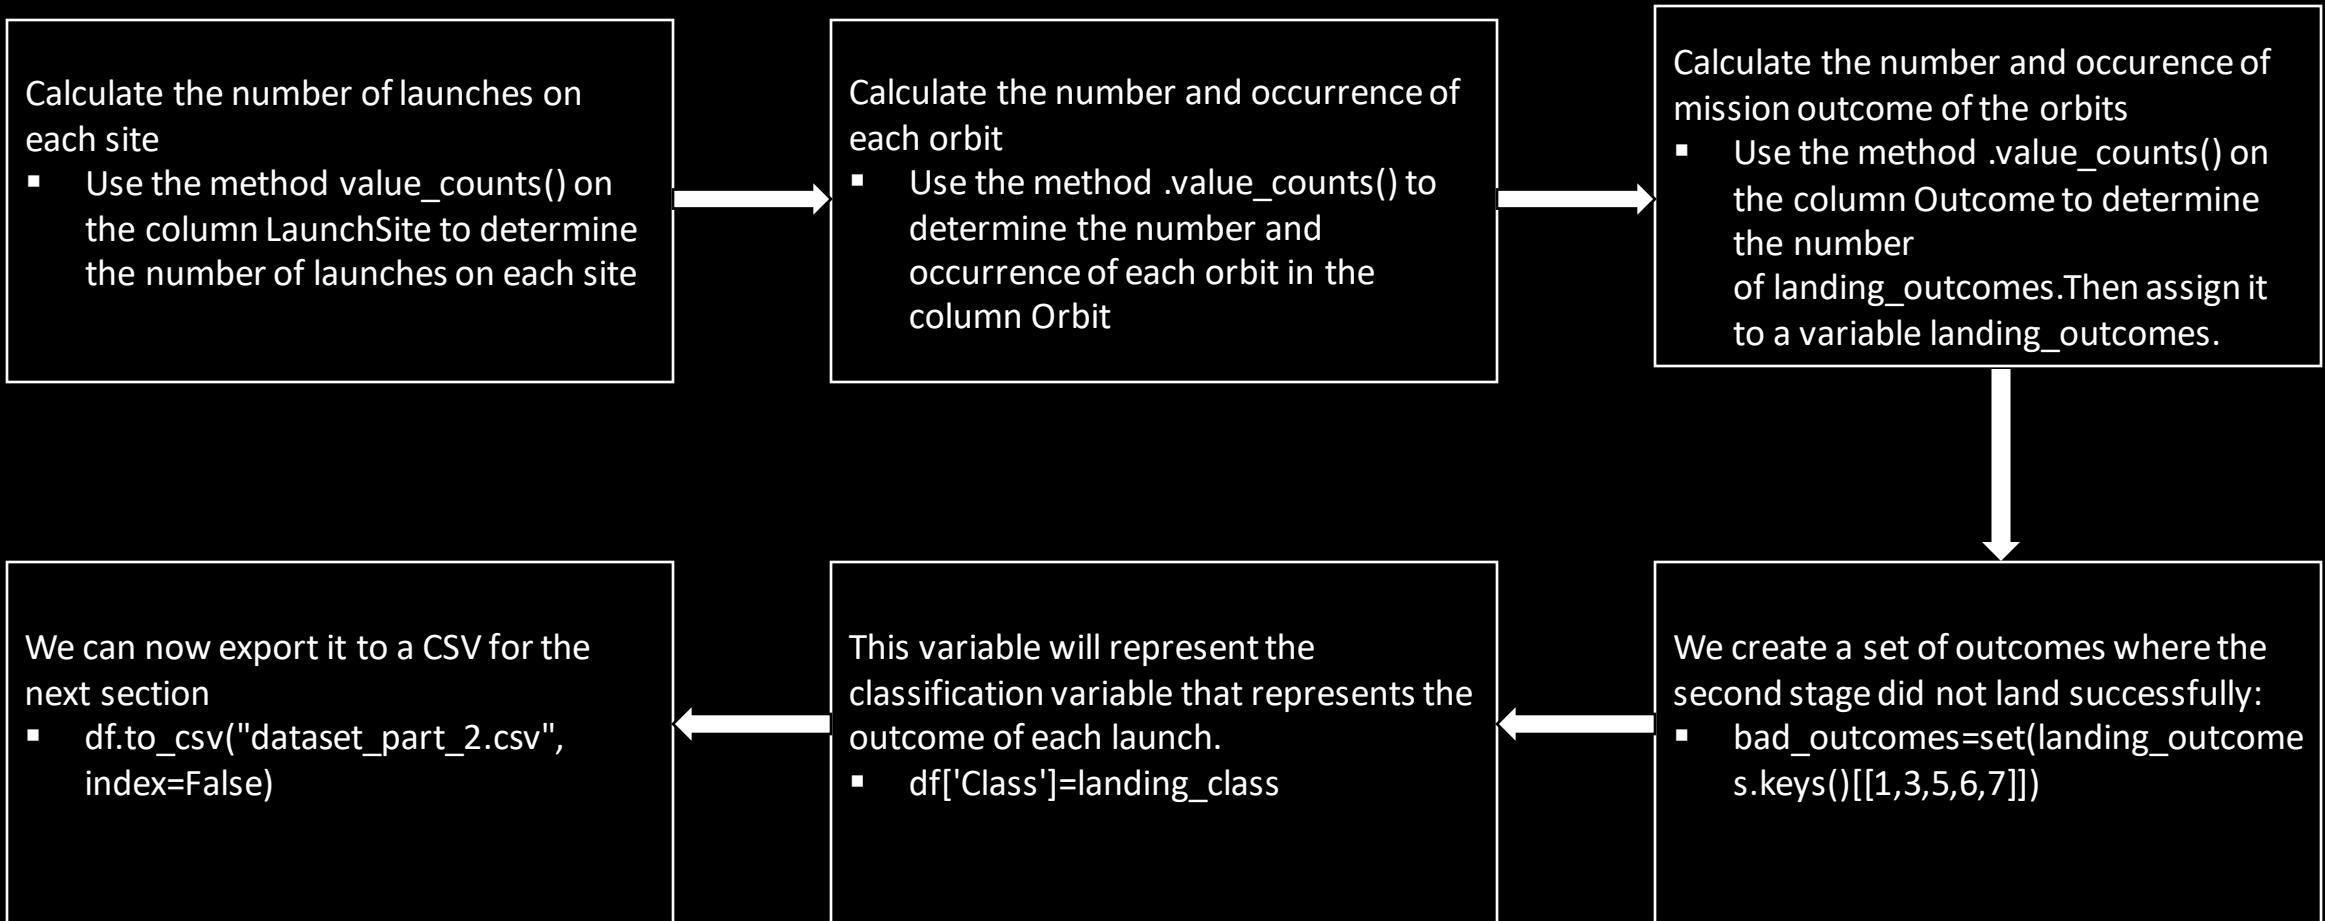 Calculate the number of launches on
each site
▪ Use the method value_counts() on
the column LaunchSite to determine
the number of launches on each site
Calculate the number and occurrence of
each orbit
▪ Use the method .value_counts() to
determine the number and
occurrence of each orbit in the
column Orbit
Calculate the number and occurence of
mission outcome of the orbits
▪ Use the method .value_counts() on
the column Outcome to determine
the number
of landing_outcomes.Then assign it
to a variable landing_outcomes.
We create a set of outcomes where the
second stage did not land successfully:
▪ bad_outcomes=set(landing_outcome
s.keys()[[1,3,5,6,7]])
This variable will represent the
classification variable that represents the
outcome of each launch.
▪ df['Class']=landing_class
We can now export it to a CSV for the
next section
▪ df.to_csv("dataset_part_2.csv",
index=False)